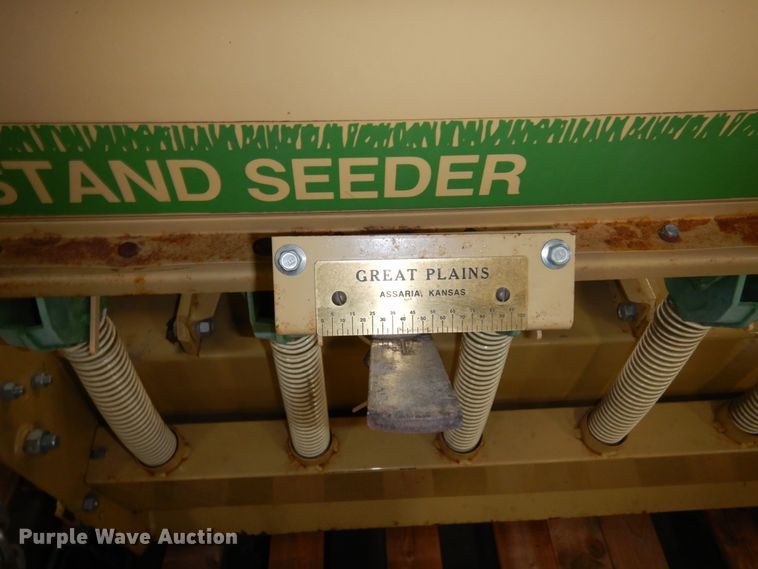 STAND SEEDER
GREAT PLAINS
ASSARIA, KANSAS
Purple Wave Auction